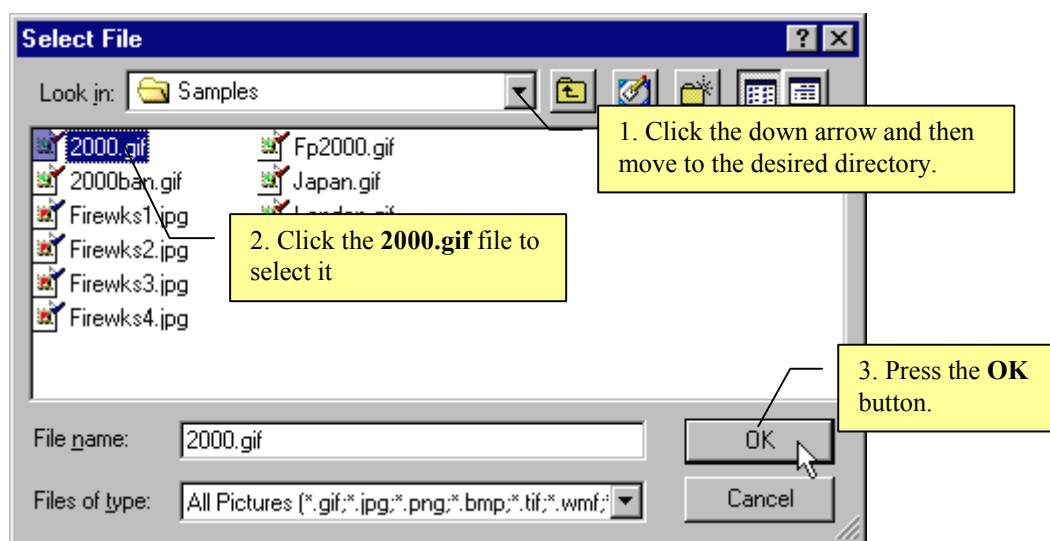 Select File
Look in: Samples
1. Click the down arrow and then
move to the desired directory.
2000.gif
2000ban.gif
Firewks1.jpg
Firewks2.jpg
Firewks3.jpg
Firewks4.jpg
Fp2000.gif
Japan.gif
2. Click the 2000.gif file to
select it
3. Press the OK
button.
File name: 2000.gif
OK
Files of type: All Pictures (*.gif;*.jpg;*.png;*.bmp;*.tif;*.wmf;*
Cancel